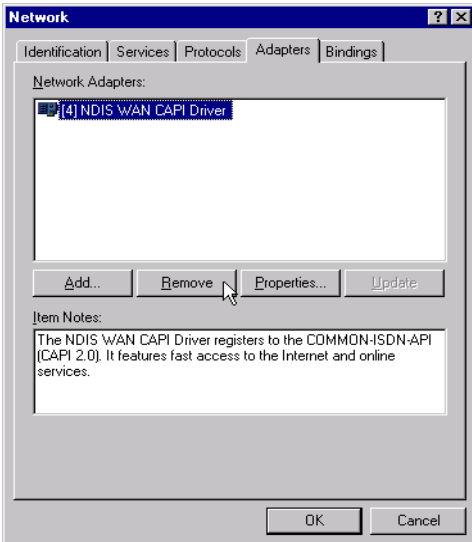 Network
Identification Services Protocols Adapters Bindings
Network Adapters:
[4] NDIS WAN CAPI Driver
Add... Remove Properties... Update
Item Notes:
The NDIS WAN CAPI Driver registers to the COMMON-ISDN-API
(CAPI 2.0). It features fast access to the Internet and online
services.
OK Cancel